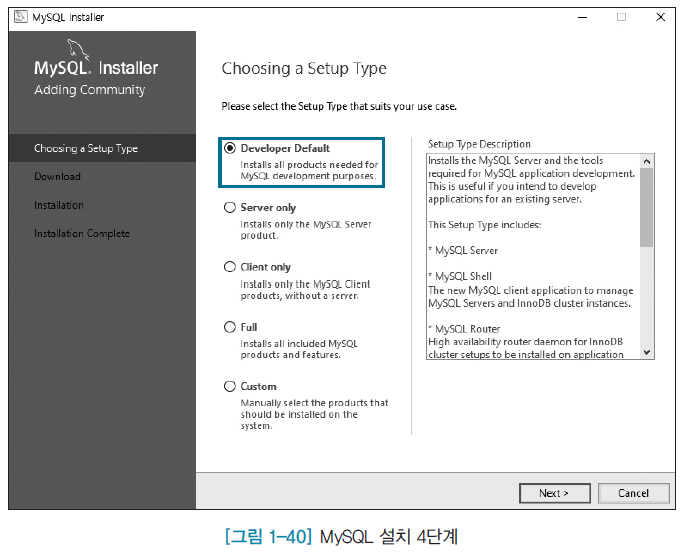 MySQL Installer
MySQL. Installer
Adding Community
Choosing a Setup Type
Download
Installation
Installation Complete
Choosing a Setup Type
Please select the Setup Type that suits your use case.
Developer Default
Installs all products needed for
MySQL development purposes.
Server only
Installs only the MySQL Server
product.
Client only
Installs only the MySQL Client
products, without a server.
Full
Installs all included MySQL
products and features.
Custom
Manually select the products that
should be installed on the
system.
Setup Type Description
Installs the MySQL Server and the tools
required for MySQL application development.
This is useful if you intend to develop
applications for an existing server.
This Setup Type includes:
* MySQL Server
* MySQL Shell
The new MySQL client application to manage
MySQL Servers and InnoDB cluster instances.
* MySQL Router
High availability router daemon for InnoDB
cluster setups to be installed on application
Next >
Cancel
[그림 1-40] MySQL 설치 4단계